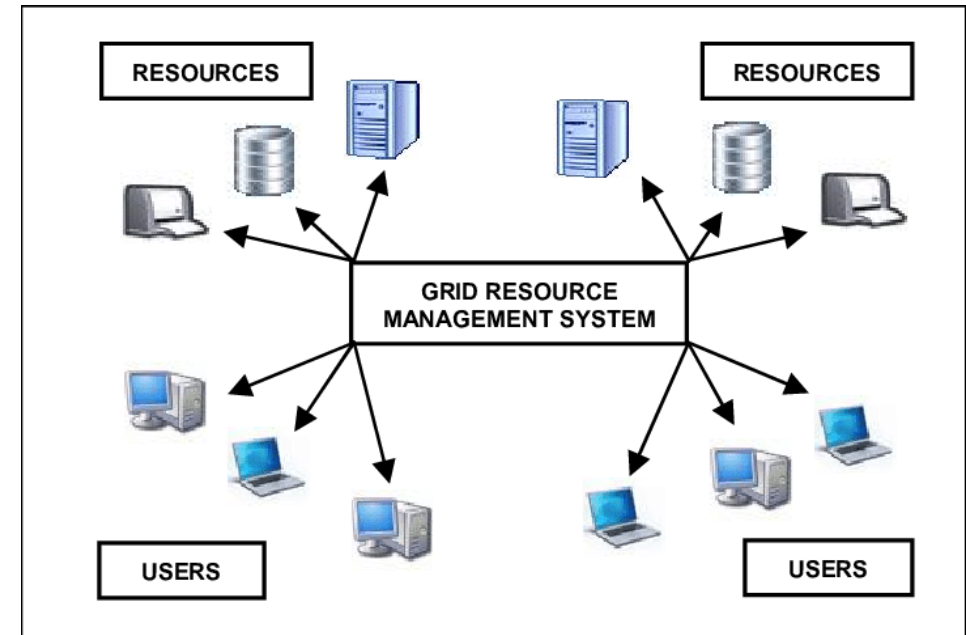 RESOURCES
RESOURCES
GRID RESOURCE
MANAGEMENT SYSTEM
USERS
USERS